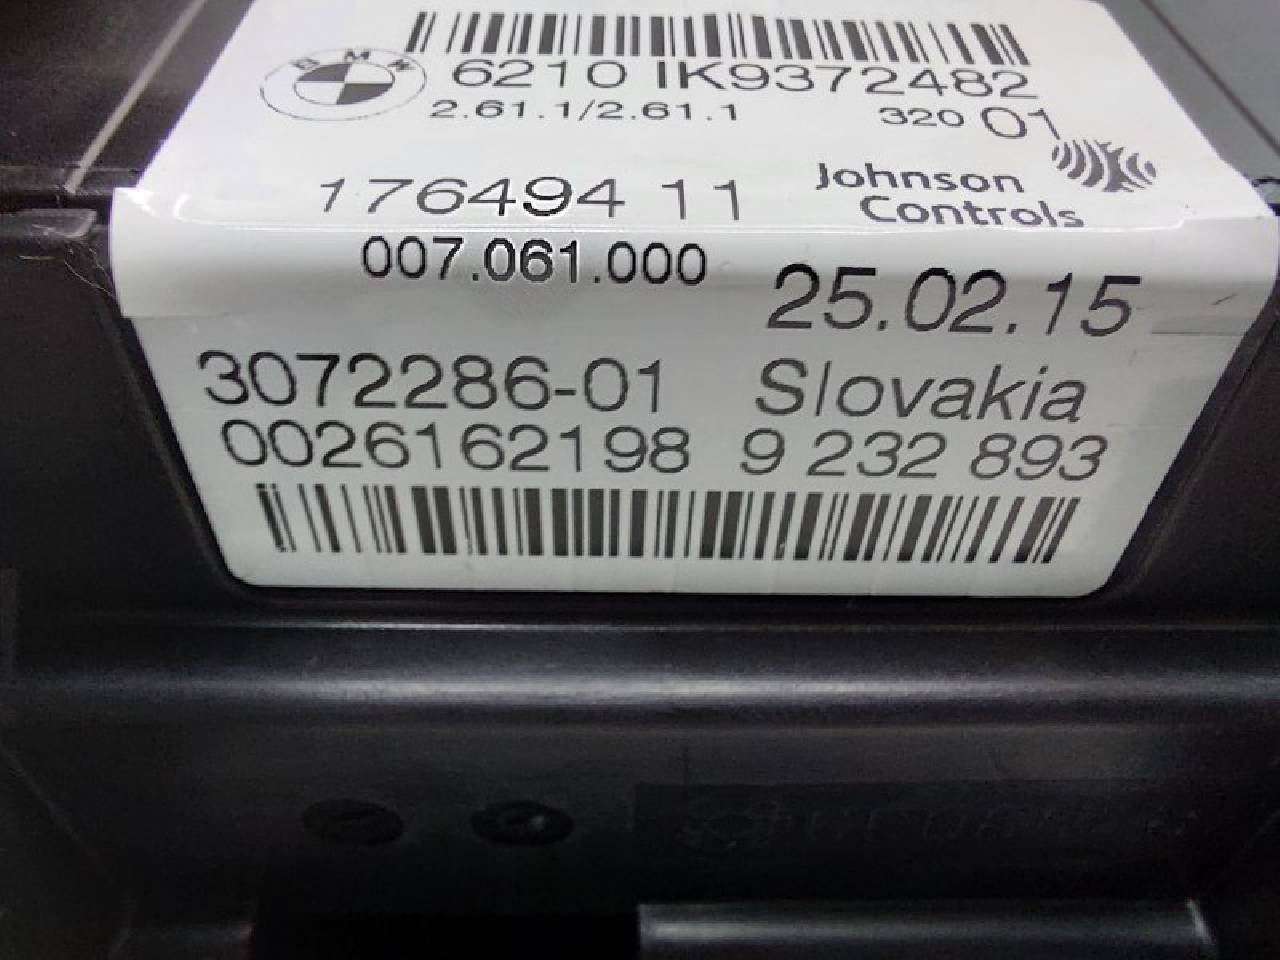 BMW
6210 IK9372482
2.61.1/2.61.1 320 01
176494 11 Johnson
Controls
007.061.000 25.02.15
3072286-01 Slovakia
0026162198 9 232 893